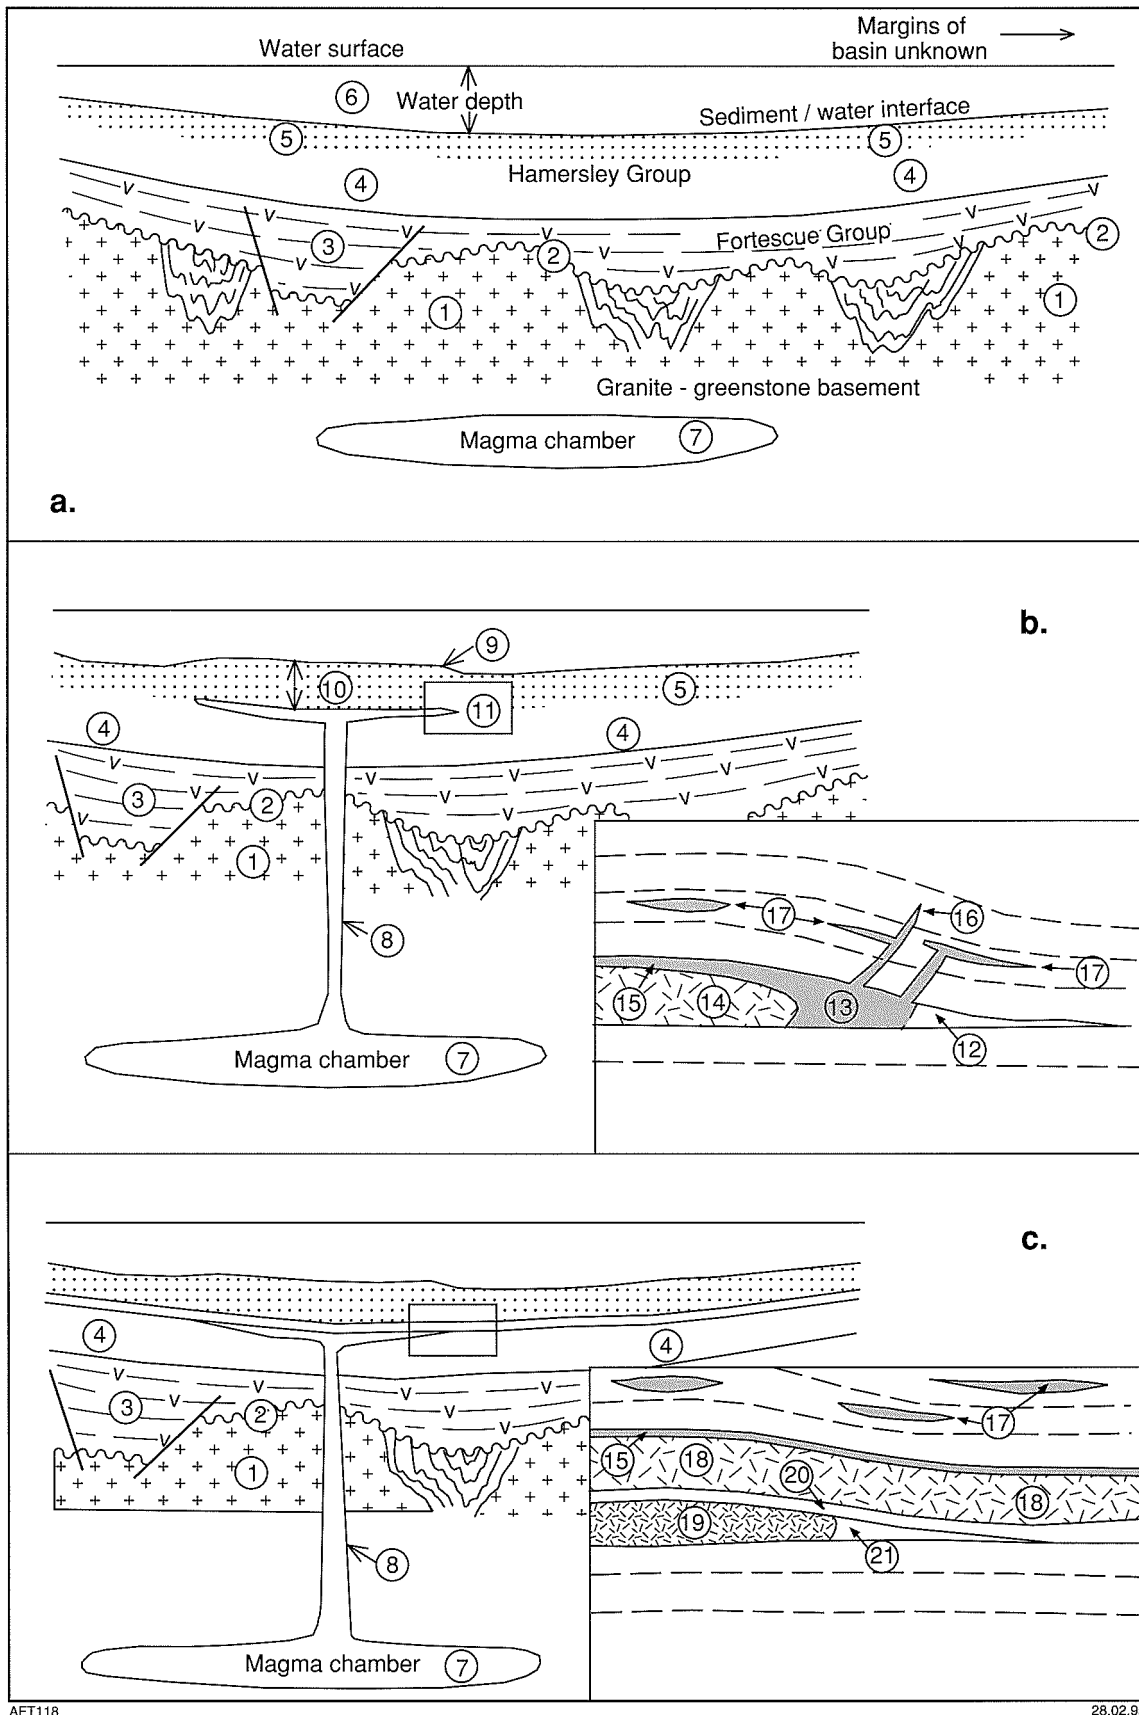 Margins of
basin unknown
Water surface
6
Water depth
Sediment / water interface
5
5
Hamersley Group
4
4
3
Fortescue Group
2
2
1
1
Granite - greenstone basement
Magma chamber 7
a.
b.
9
10
5
11
4
4
3
2
1
8
Magma chamber 7
17
16
17
15
14
13
12
c.
4
4
3
2
1
8
Magma chamber 7
17
15
18
20
18
19
21
AFT118
28.02.9